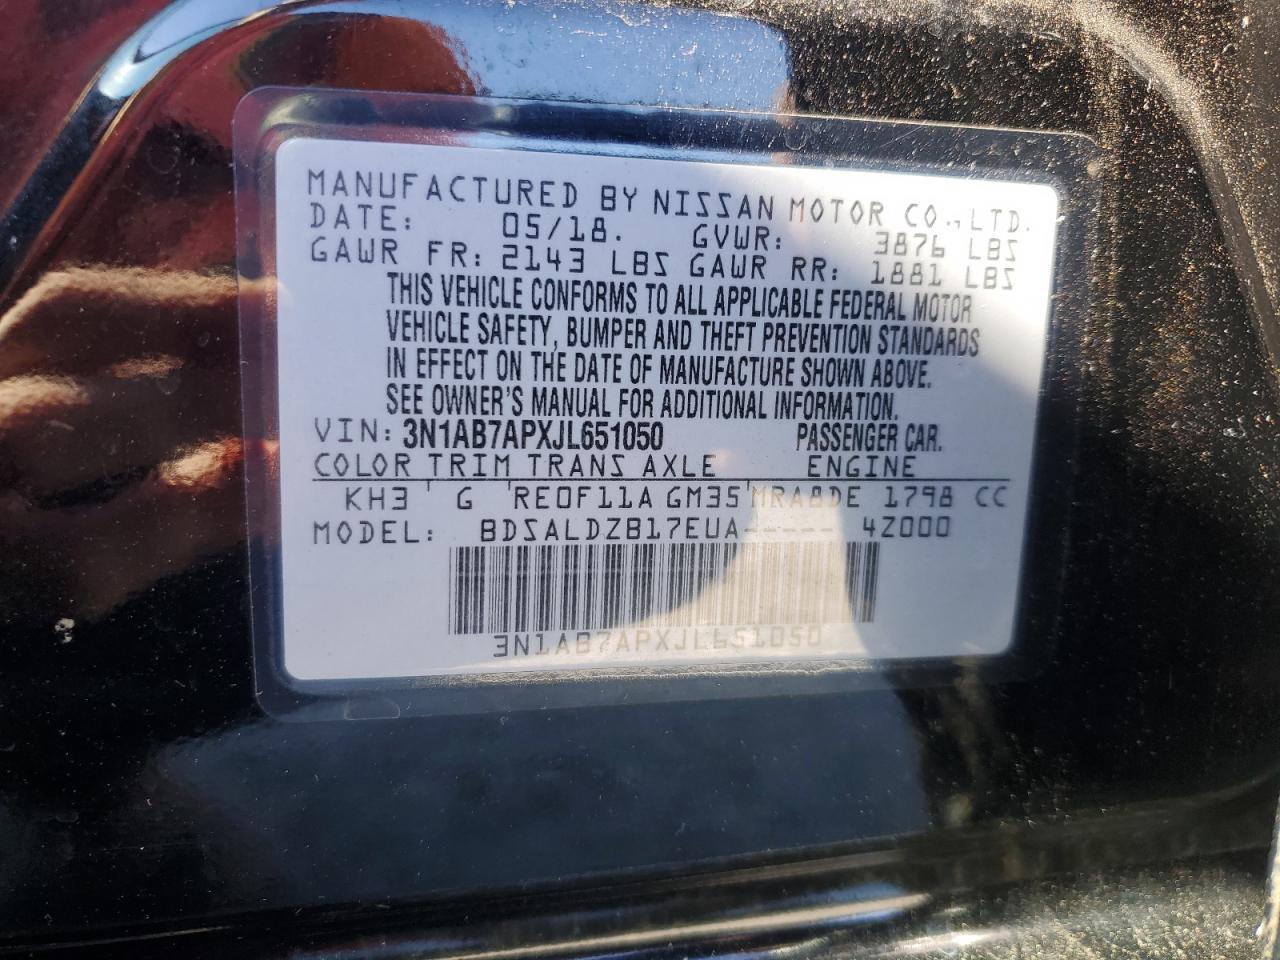 MANUFACTURED BY NISSAN MOTOR CO.,LTD.
DATE: 05/18. GVWR: 3876 LBS
GAWR FR: 2143 LBS GAWR RR: 1881 LBS
THIS VEHICLE CONFORMS TO ALL APPLICABLE FEDERAL MOTOR
VEHICLE SAFETY, BUMPER AND THEFT PREVENTION STANDARDS
IN EFFECT ON THE DATE OF MANUFACTURE SHOWN ABOVE.
SEE OWNER'S MANUAL FOR ADDITIONAL INFORMATION.
VIN: 3N1AB7APXJL651050 PASSENGER CAR.
COLOR TRIM TRANS AXLE ENGINE
KH3 G RE0F11A GM35 MRA8DE 1798 CC
MODEL: BDSALDZB17EUA----- 4Z000
3N1AB7APXJL651050